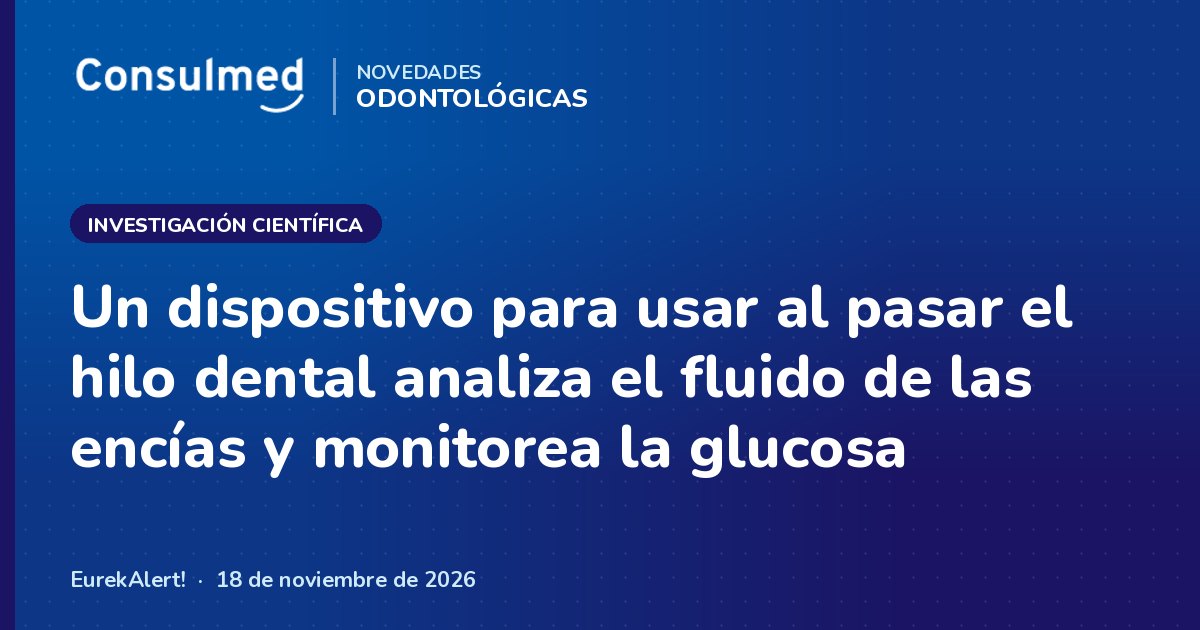 Consulmed
NOVEDADES
ODONTOLÓGICAS
INVESTIGACIÓN CIENTÍFICA
Un dispositivo para usar al pasar el
hilo dental analiza el fluido de las
encías y monitorea la glucosa
EurekAlert! · 18 de noviembre de 2026